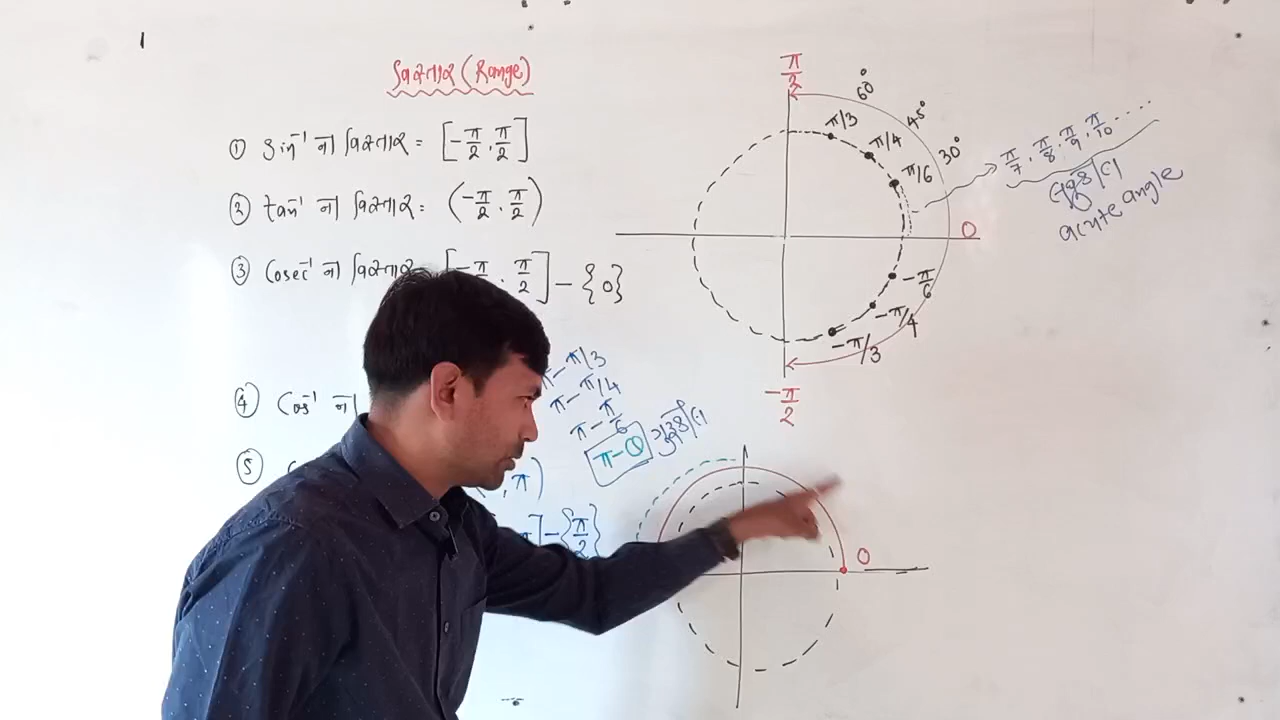 વિસ્તાર (Range)
① sin⁻¹ નો વિસ્તાર = [-π/2, π/2]
② tan⁻¹ નો વિસ્તાર = (-π/2, π/2)
③ cosec⁻¹ નો વિસ્તાર = [-π/2, π/2] - {0}
④ cos⁻¹ નો
⑤
, π)
] - {π/2}
π - π/3
π - π/4
π - π/6
π/2
60°
45°
30°
π/3
π/4
π/6
0
-π/6
-π/4
-π/3
-π/2
π/7, π/8, π/9, π/10 ....
acute angle
0